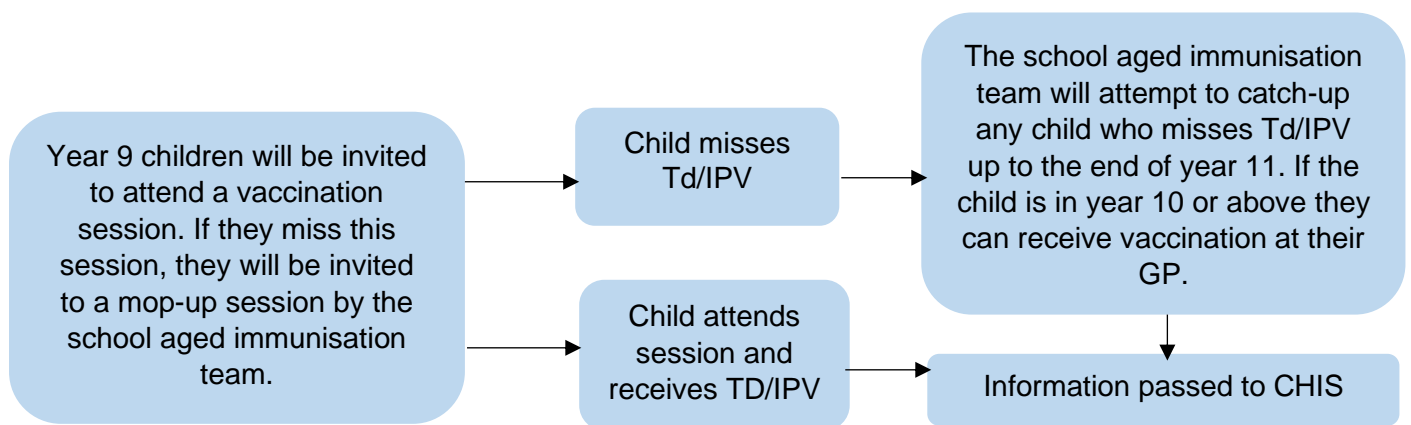 Year 9 children will be invited
to attend a vaccination
session. If they miss this
session, they will be invited
to a mop-up session by the
school aged immunisation
team.
Child misses
Td/IPV
The school aged immunisation
team will attempt to catch-up
any child who misses Td/IPV
up to the end of year 11. If the
child is in year 10 or above they
can receive vaccination at their
GP.
Child attends
session and
receives TD/IPV
Information passed to CHIS